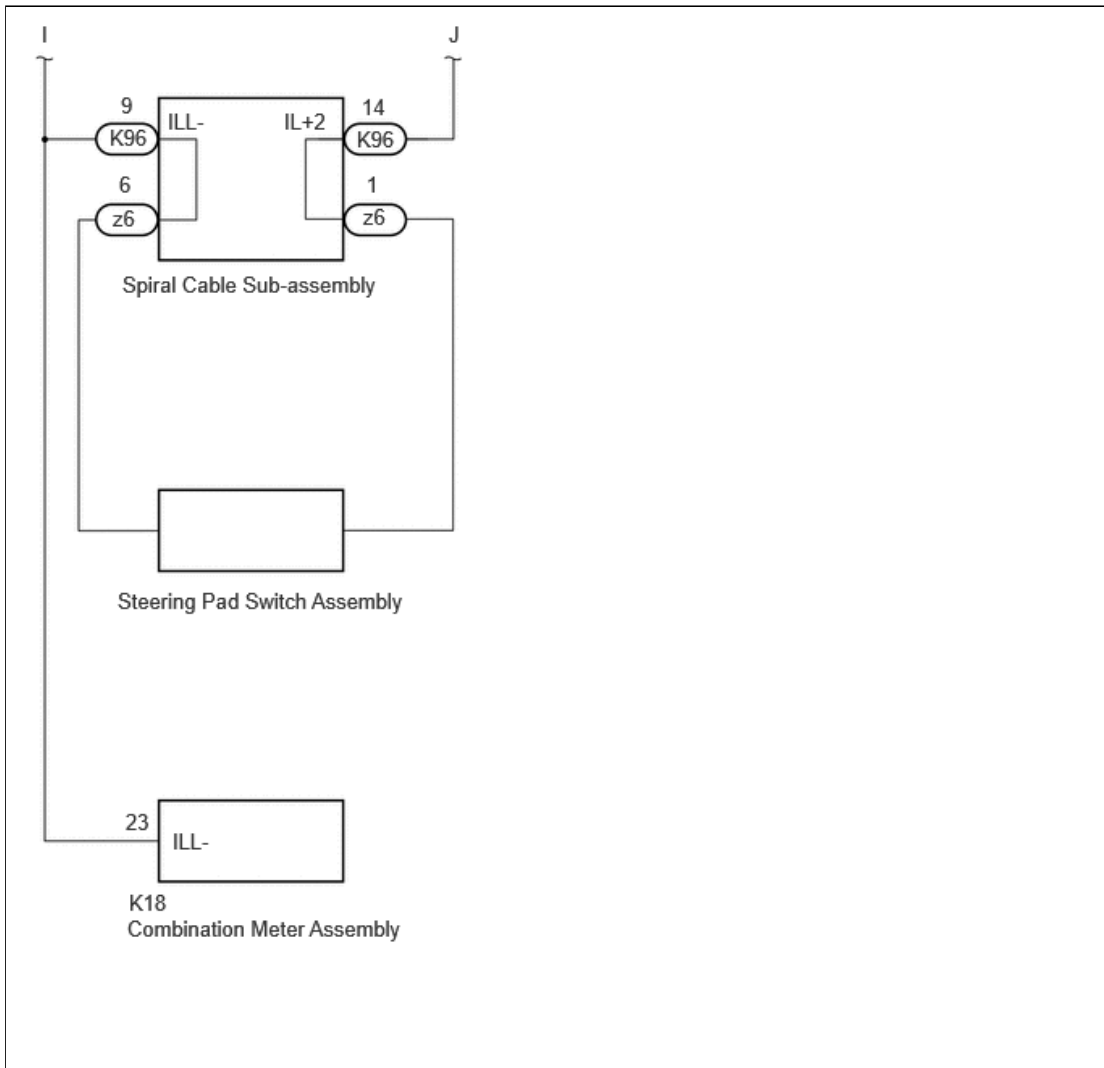 I J
9 14
ILL- IL+2
K96 K96
6 1
z6 z6
Spiral Cable Sub-assembly
Steering Pad Switch Assembly
23
ILL-
K18
Combination Meter Assembly